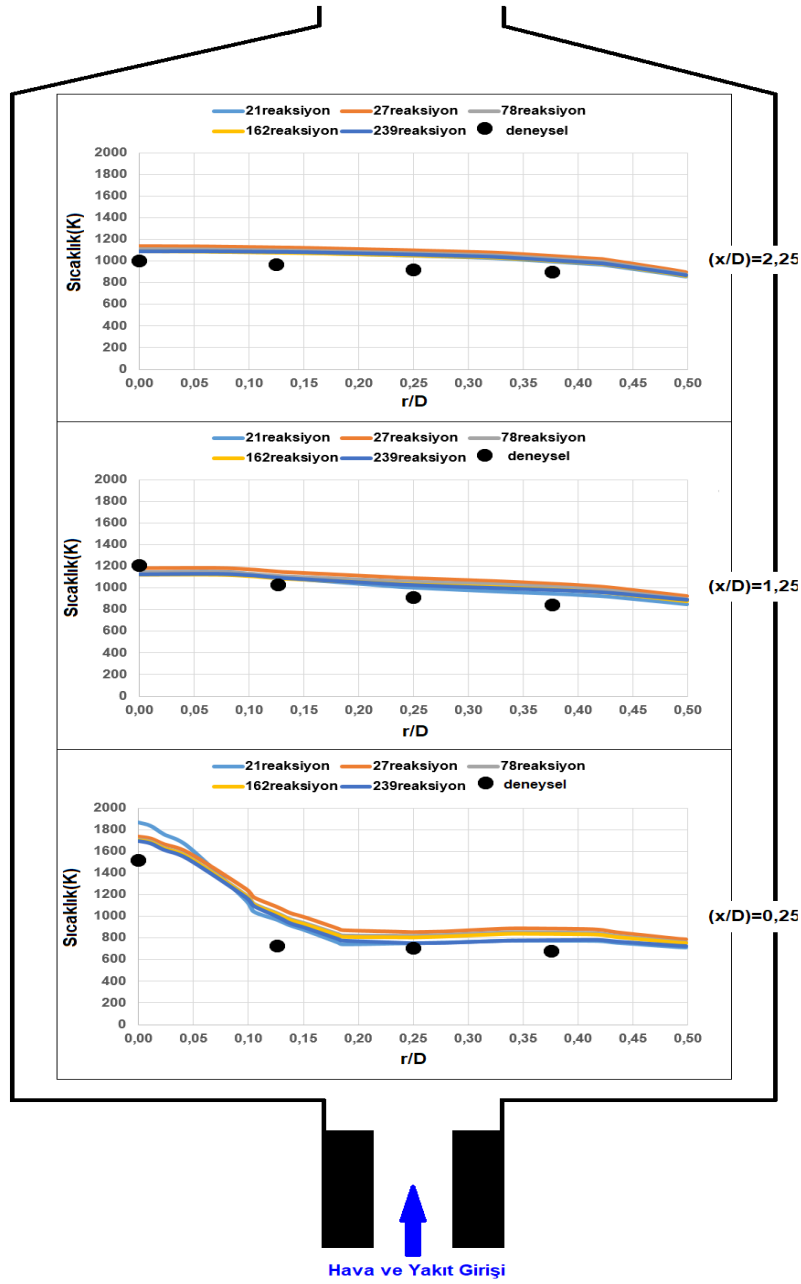 21reaksiyon 27reaksiyon 78reaksiyon
162reaksiyon 239reaksiyon deneysel
2000
1800
1600
1400
1200
1000
800
600
400
200
0
Sıcaklık(K)
0,00 0,05 0,10 0,15 0,20 0,25 0,30 0,35 0,40 0,45 0,50
r/D
(x/D)=2,25
21reaksiyon 27reaksiyon 78reaksiyon
162reaksiyon 239reaksiyon deneysel
2000
1800
1600
1400
1200
1000
800
600
400
200
0
Sıcaklık(K)
0,00 0,05 0,10 0,15 0,20 0,25 0,30 0,35 0,40 0,45 0,50
r/D
(x/D)=1,25
21reaksiyon 27reaksiyon 78reaksiyon
162reaksiyon 239reaksiyon deneysel
2000
1800
1600
1400
1200
1000
800
600
400
200
0
Sıcaklık(K)
0,00 0,05 0,10 0,15 0,20 0,25 0,30 0,35 0,40 0,45 0,50
r/D
(x/D)=0,25
Hava ve Yakıt Girişi